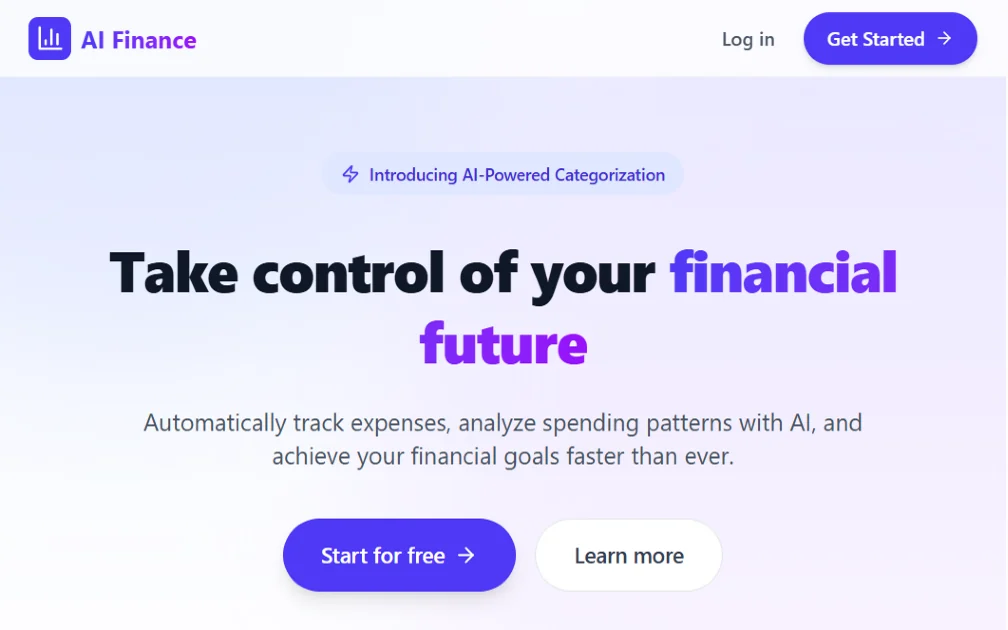 AI Finance
Log in
Get Started
Introducing AI-Powered Categorization
Take control of your financial
future
Automatically track expenses, analyze spending patterns with AI, and
achieve your financial goals faster than ever.
Start for free
Learn more